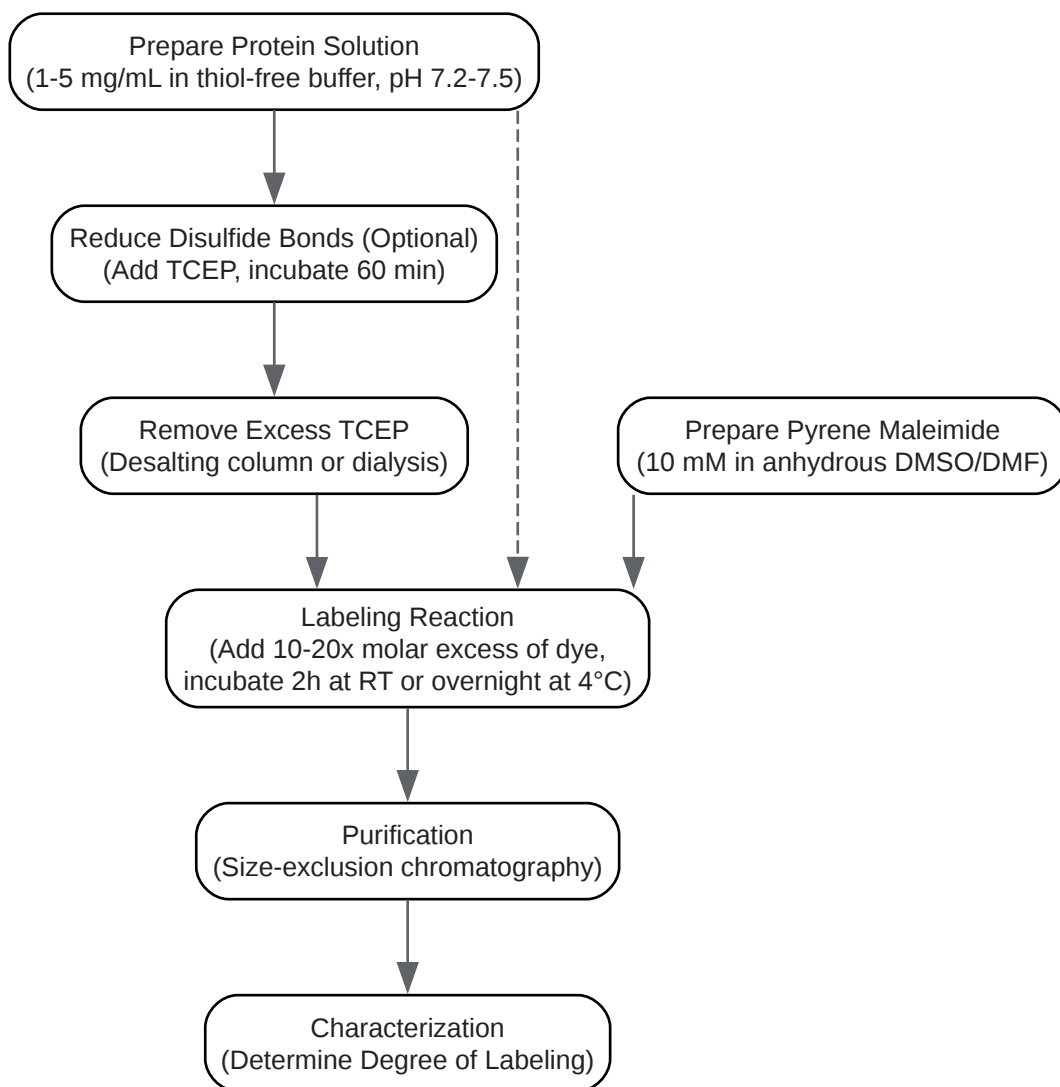 Prepare Protein Solution
(1-5 mg/mL in thiol-free buffer, pH 7.2-7.5)
Reduce Disulfide Bonds (Optional)
(Add TCEP, incubate 60 min)
Remove Excess TCEP
(Desalting column or dialysis)
Prepare Pyrene Maleimide
(10 mM in anhydrous DMSO/DMF)
Labeling Reaction
(Add 10-20x molar excess of dye,
incubate 2h at RT or overnight at 4°C)
Purification
(Size-exclusion chromatography)
Characterization
(Determine Degree of Labeling)